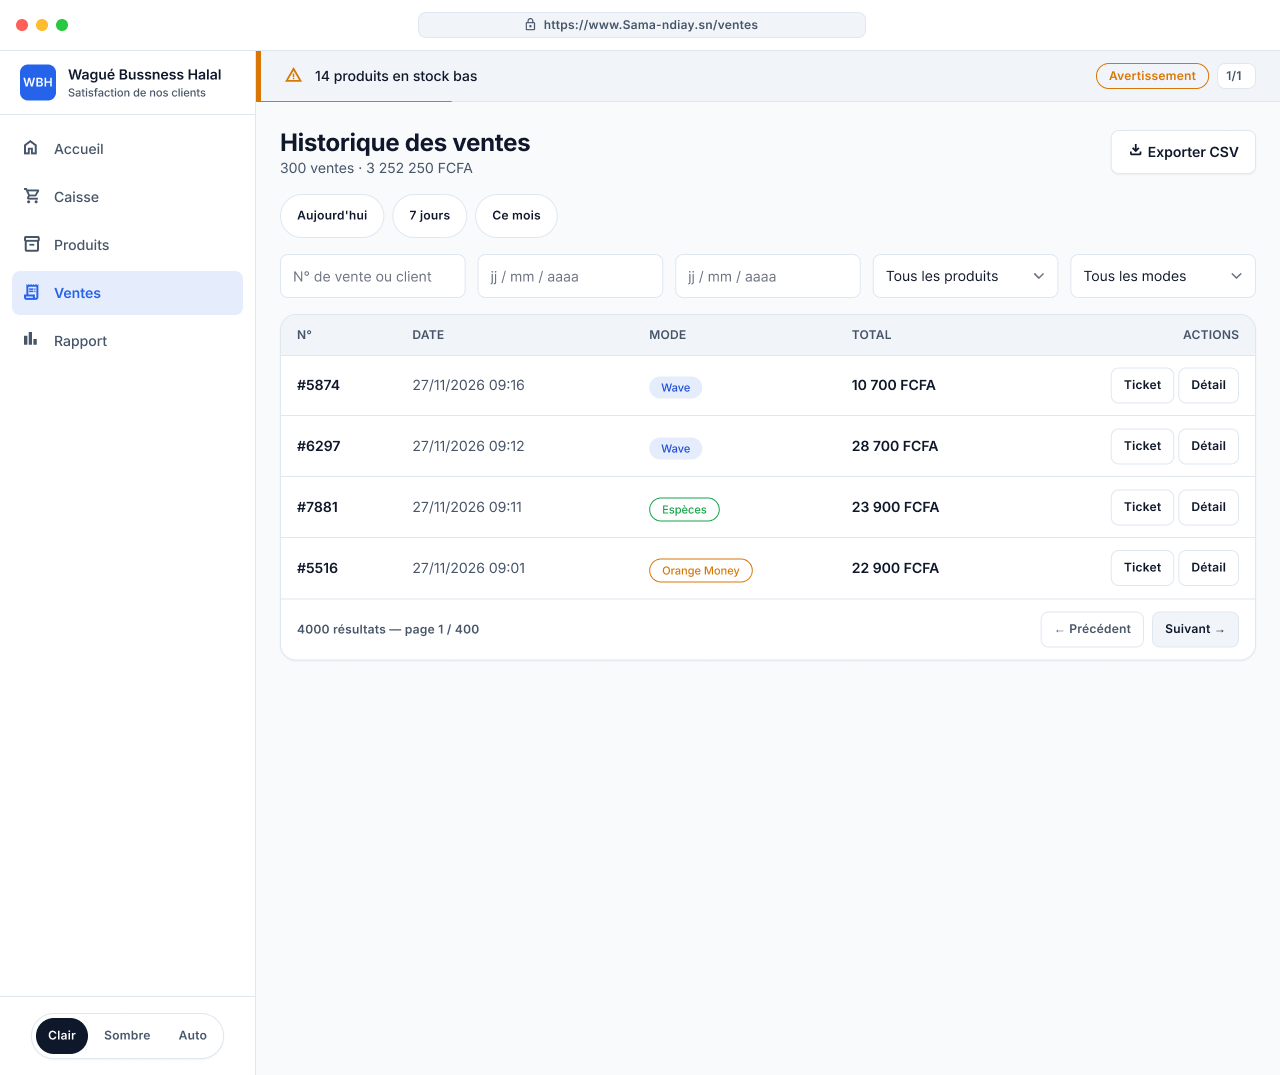 https://www.Sama-ndiay.sn/ventes
WBH
Wagué Bussness Halal
Satisfaction de nos clients
Accueil
Caisse
Produits
Ventes
Rapport
Clair Sombre Auto
14 produits en stock bas
Avertissement
1/1
Historique des ventes
300 ventes · 3 252 250 FCFA
Exporter CSV
Aujourd'hui 7 jours Ce mois
N° de vente ou client jj / mm / aaaa jj / mm / aaaa Tous les produits Tous les modes
N° DATE MODE TOTAL ACTIONS
#5874 27/11/2026 09:16 Wave 10 700 FCFA Ticket Détail
#6297 27/11/2026 09:12 Wave 28 700 FCFA Ticket Détail
#7881 27/11/2026 09:11 Espèces 23 900 FCFA Ticket Détail
#5516 27/11/2026 09:01 Orange Money 22 900 FCFA Ticket Détail
4000 résultats — page 1 / 400 ← Précédent Suivant →